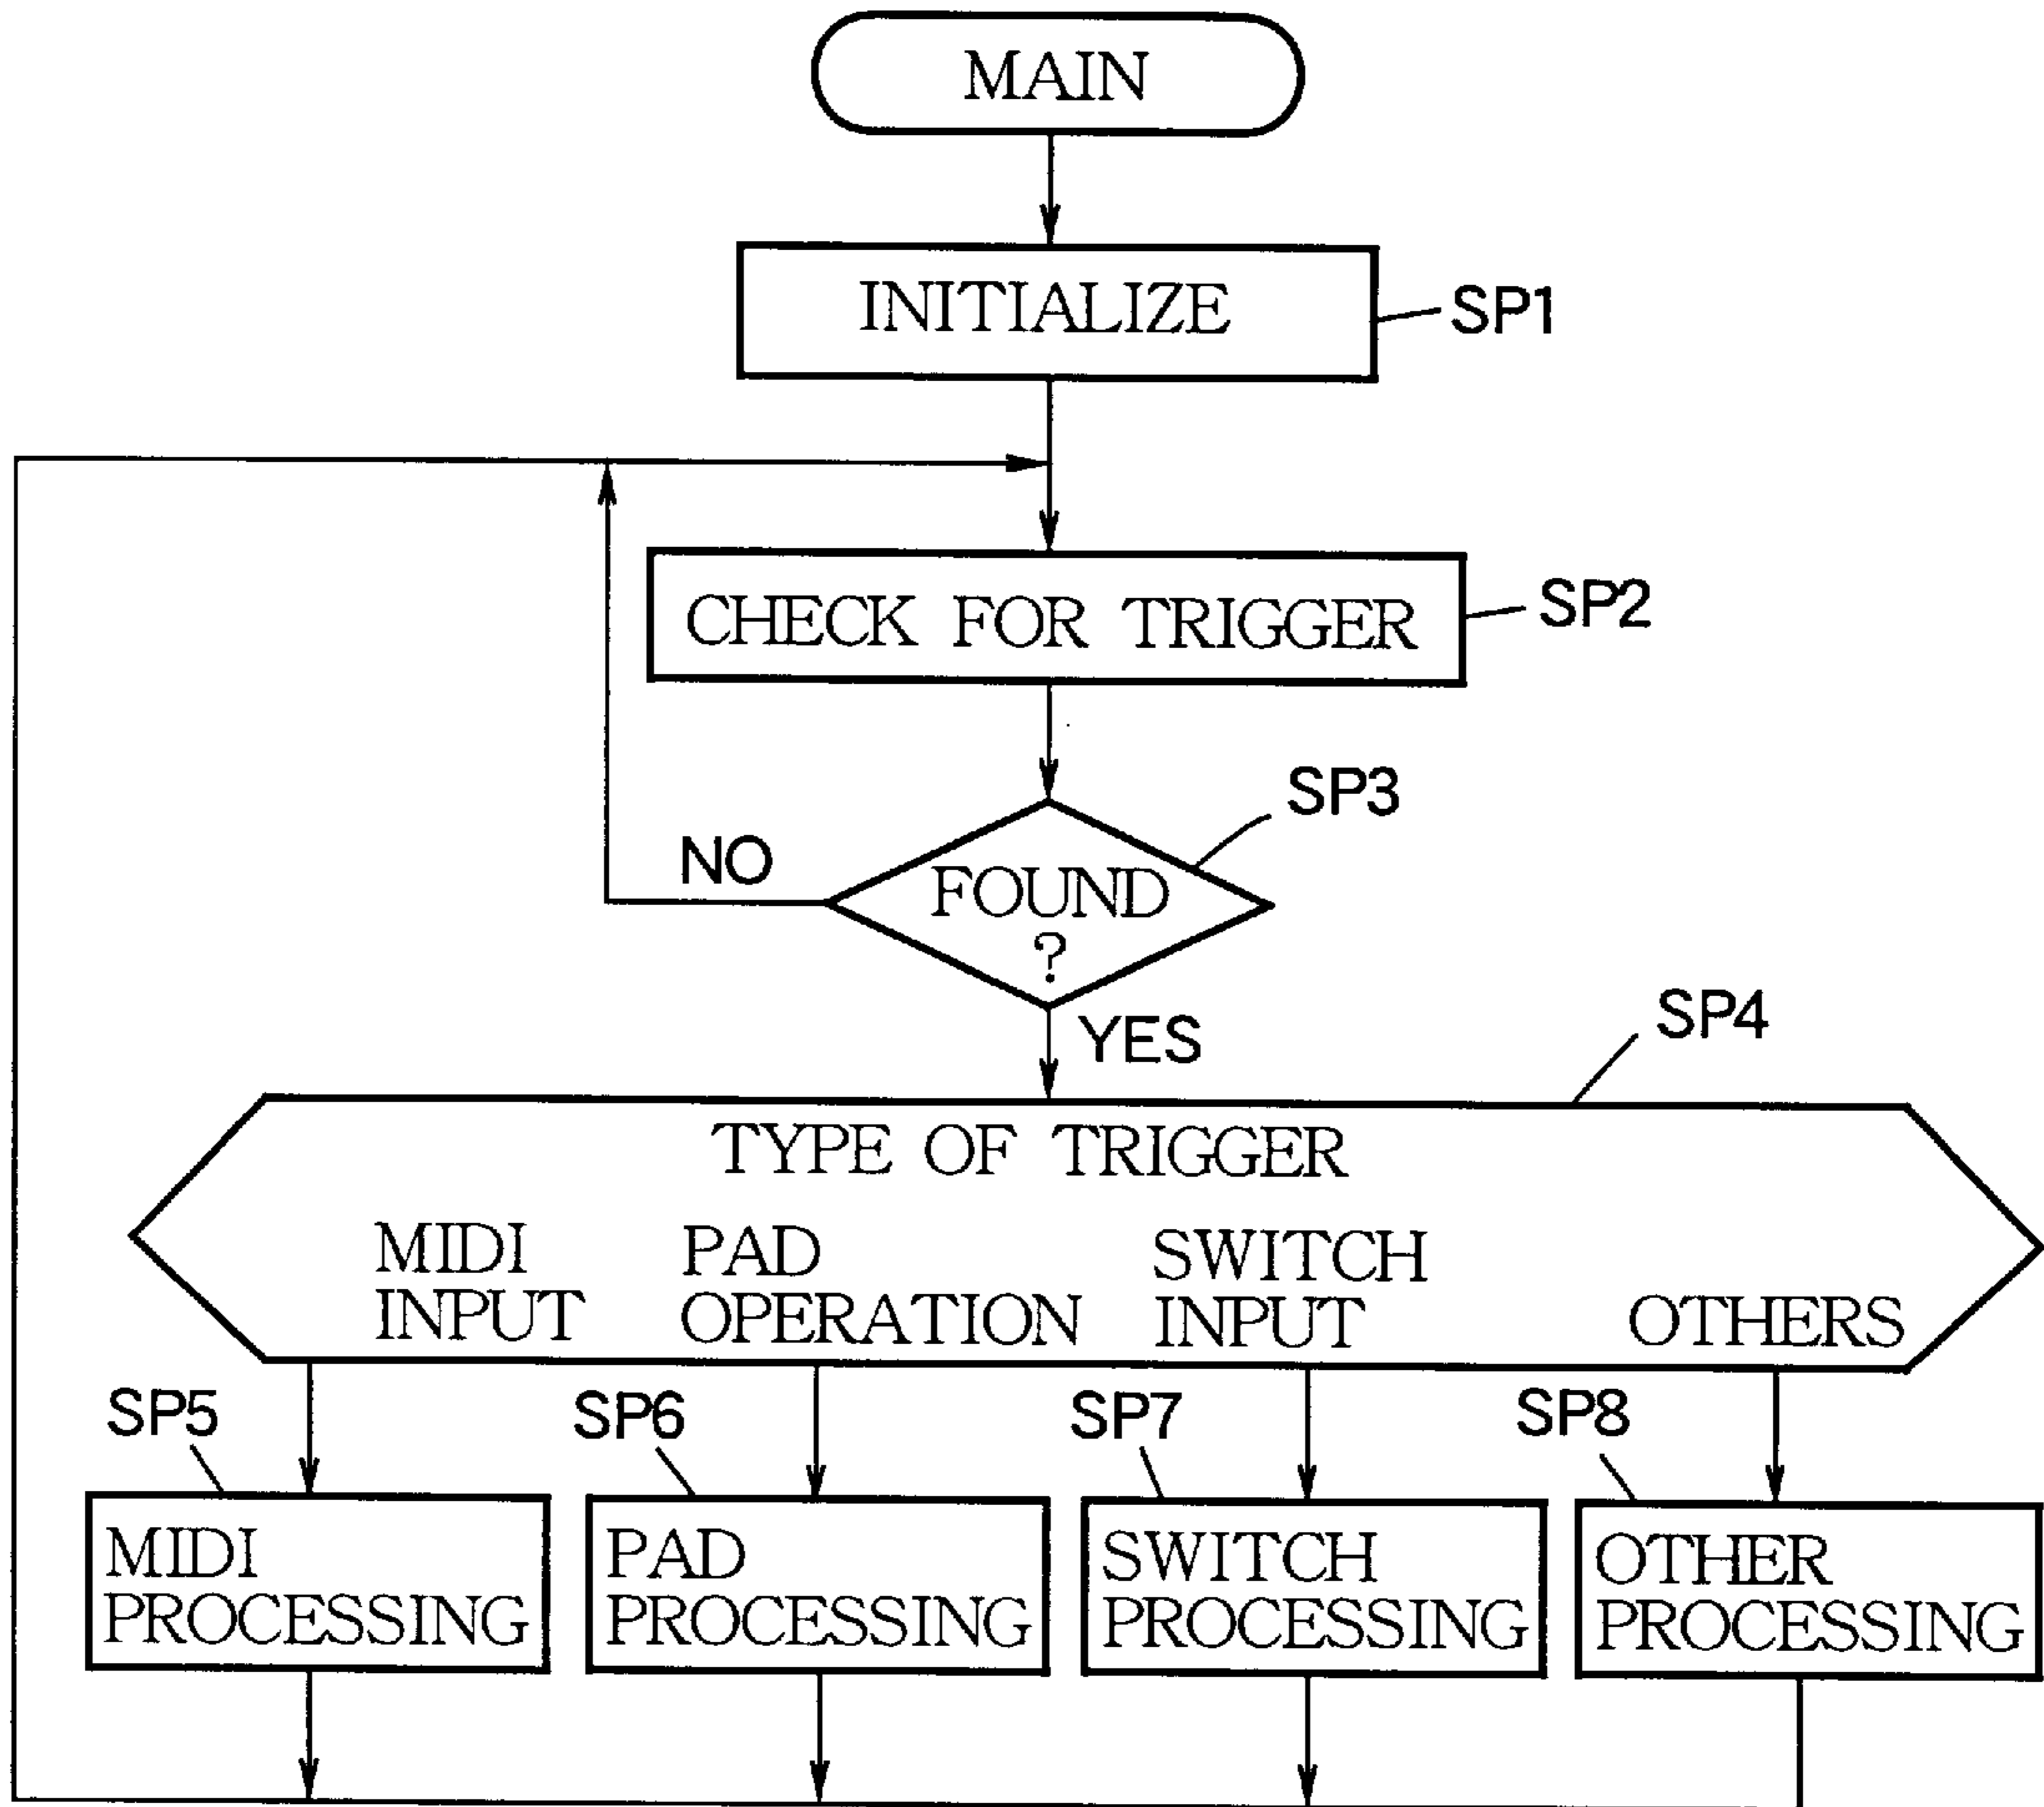 MAIN
INITIALIZE
SP1
CHECK FOR TRIGGER
SP2
SP3
NO
FOUND
?
YES
SP4
TYPE OF TRIGGER
MIDI
INPUT
PAD
OPERATION
SWITCH
INPUT
OTHERS
SP5
SP6
SP7
SP8
MIDI
PROCESSING
PAD
PROCESSING
SWITCH
PROCESSING
OTHER
PROCESSING